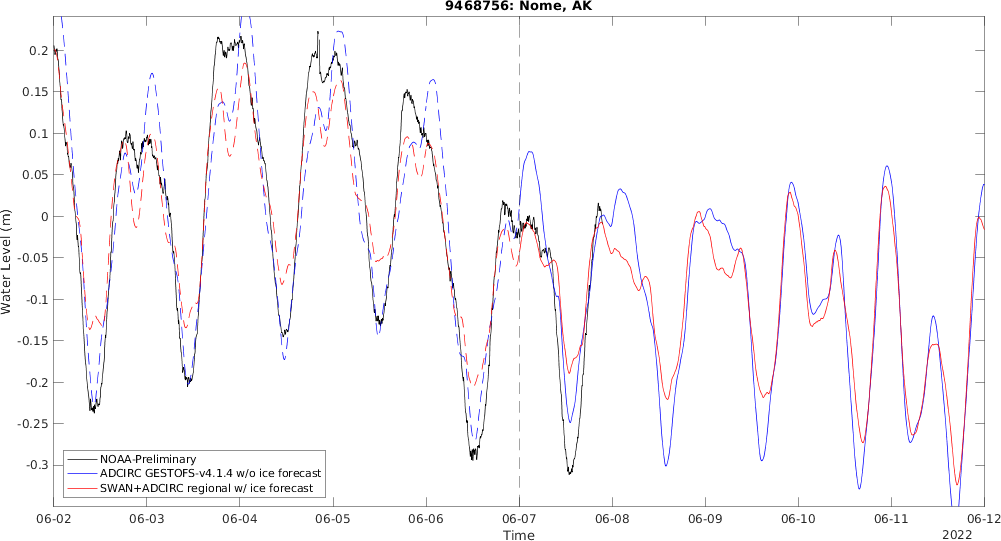 9468756: Nome, AK
Water Level (m)
0.2
0.15
0.1
0.05
0
-0.05
-0.1
-0.15
-0.2
-0.25
-0.3
NOAA-Preliminary
ADCIRC GESTOFS-v4.1.4 w/o ice forecast
SWAN+ADCIRC regional w/ ice forecast
06-02 06-03 06-04 06-05 06-06 06-07 06-08 06-09 06-10 06-11 06-12
Time
2022